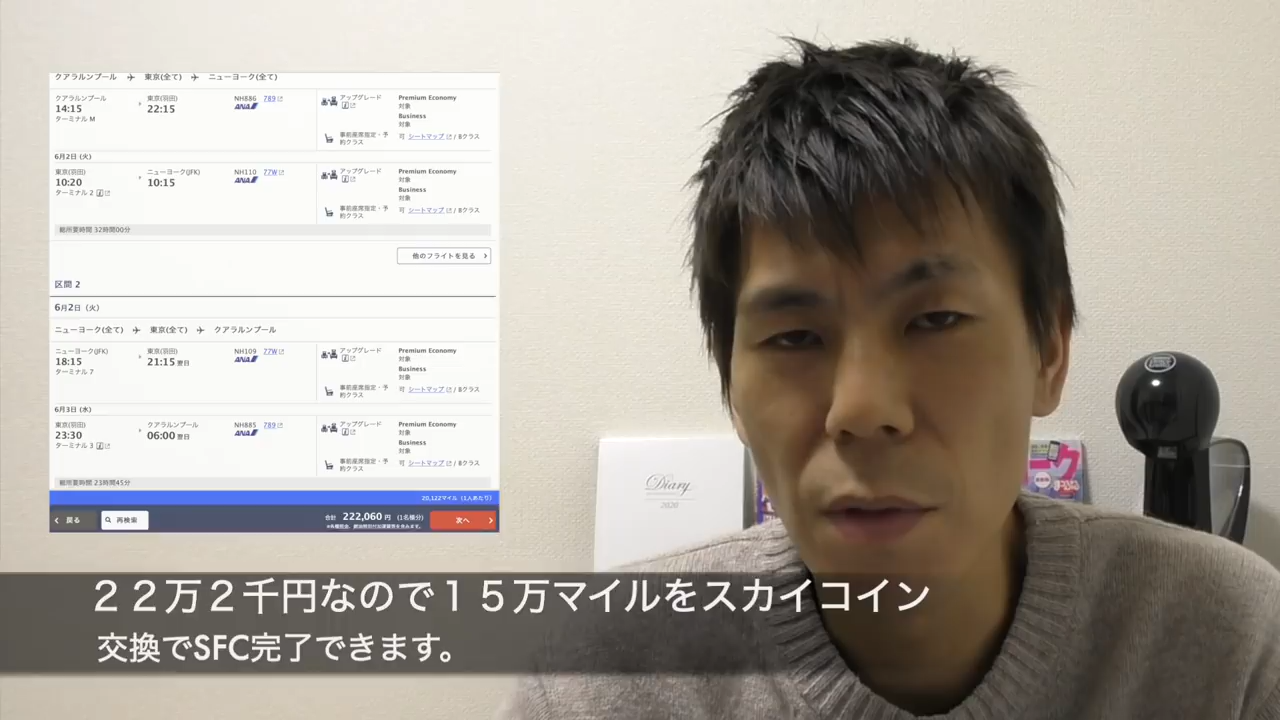 クアラルンプール 東京(全て) ニューヨーク(全て)
クアラルンプール 東京(羽田) NH886 789 アップグレード Premium Economy
14:15 22:15 ANA 対象
ターミナル M Business
対象
事前座席指定・予約クラス 可 シートマップ / Bクラス
6月2日 (火)
東京(羽田) ニューヨーク(JFK) NH110 77W アップグレード Premium Economy
10:20 10:15 ANA 対象
ターミナル 2 Business
対象
事前座席指定・予約クラス 可 シートマップ / Bクラス
総所要時間 32時間00分
他のフライトを見る
区間 2
6月2日 (火)
ニューヨーク(全て) 東京(全て) クアラルンプール
ニューヨーク(JFK) 東京(羽田) NH109 77W アップグレード Premium Economy
18:15 21:15 翌日 ANA 対象
ターミナル 7 Business
対象
事前座席指定・予約クラス 可 シートマップ / Bクラス
6月3日 (水)
東京(羽田) クアラルンプール NH885 789 アップグレード Premium Economy
23:30 06:00 翌日 ANA 対象
ターミナル 3 Business
対象
事前座席指定・予約クラス 可 シートマップ / Bクラス
総所要時間 23時間45分
20,122マイル (1人あたり)
戻る 再検索 合計 222,060 円 (1名様分) 次へ
Diary
2020
２２万２千円なので１５万マイルをスカイコイン
交換でSFC完了できます。